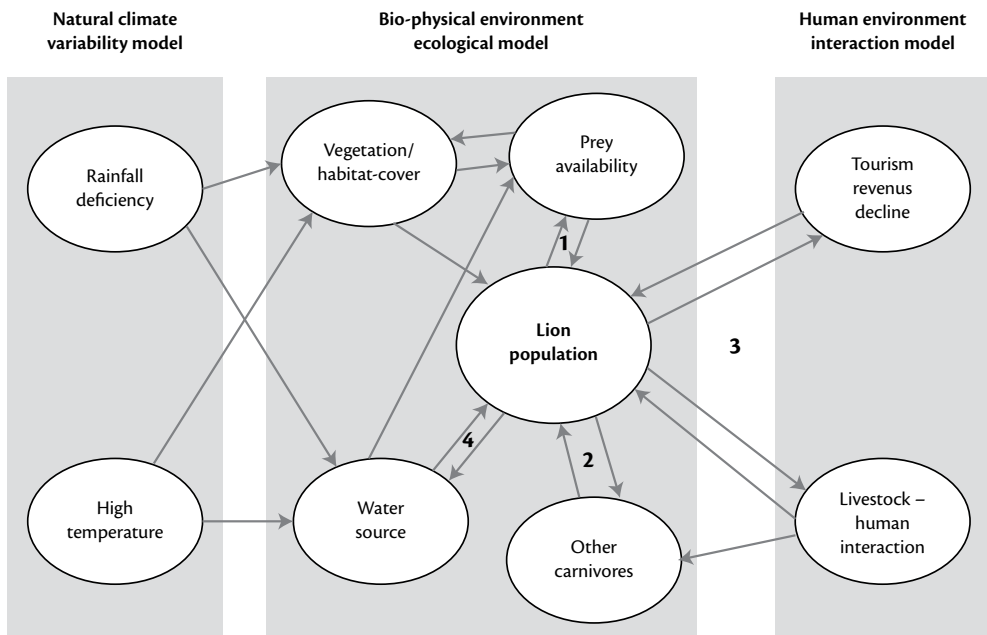 Natural climate
variability model
Bio-physical environment
ecological model
Human environment
interaction model
Rainfall
deficiency
Vegetation/
habitat-cover
Prey
availability
Tourism
revenus
decline
1
Lion
population
3
4
2
High
temperature
Water
source
Other
carnivores
Livestock –
human
interaction